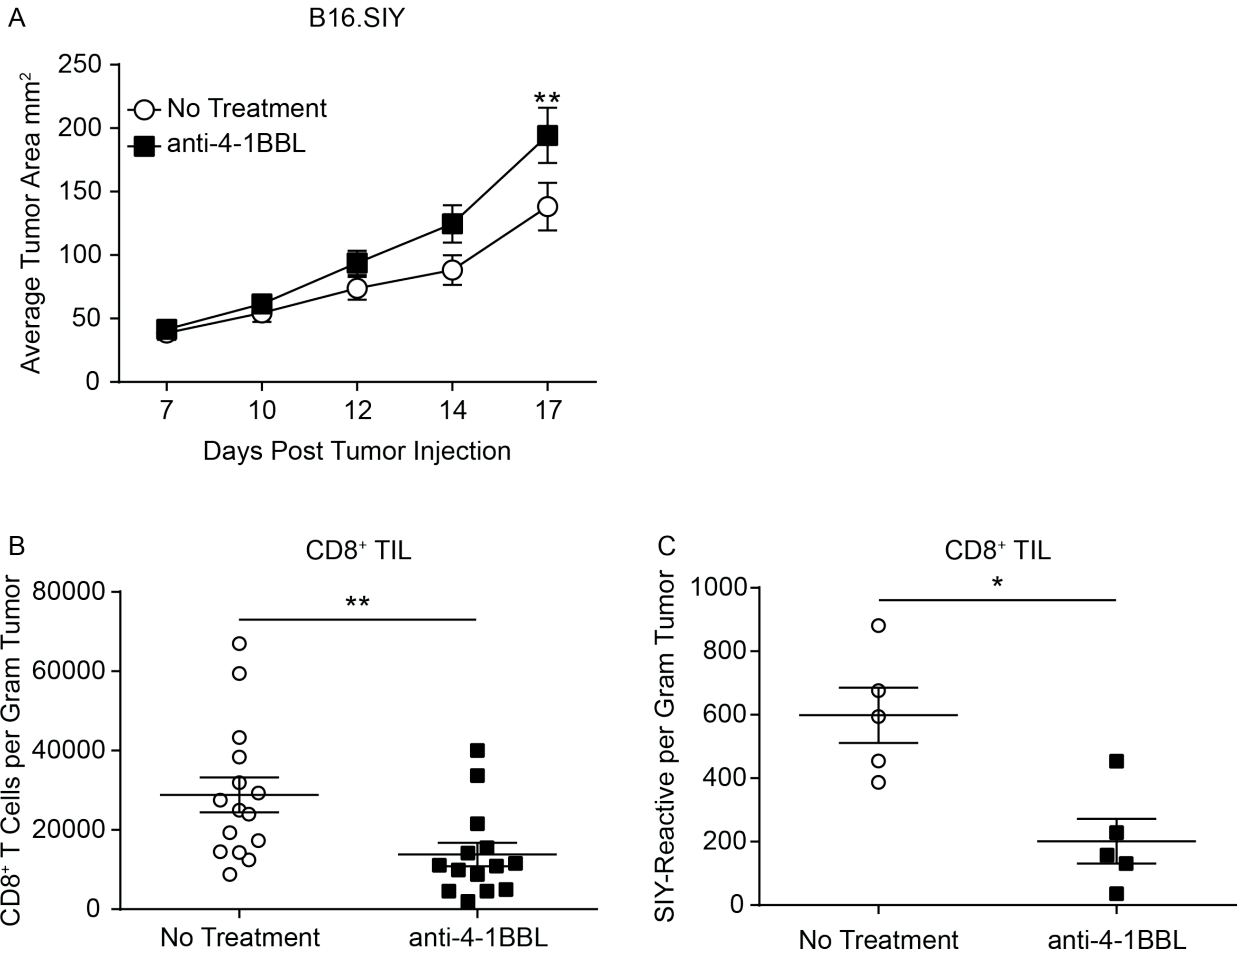 A
B16.SIY
Average Tumor Area mm²
250
200
150
100
50
0
No Treatment
anti-4-1BBL
**
7 10 12 14 17
Days Post Tumor Injection
B
CD8⁺ TIL
CD8⁺ T Cells per Gram Tumor
80000
60000
40000
20000
0
**
No Treatment anti-4-1BBL
C
CD8⁺ TIL
SIY-Reactive per Gram Tumor
1000
800
600
400
200
0
*
No Treatment anti-4-1BBL